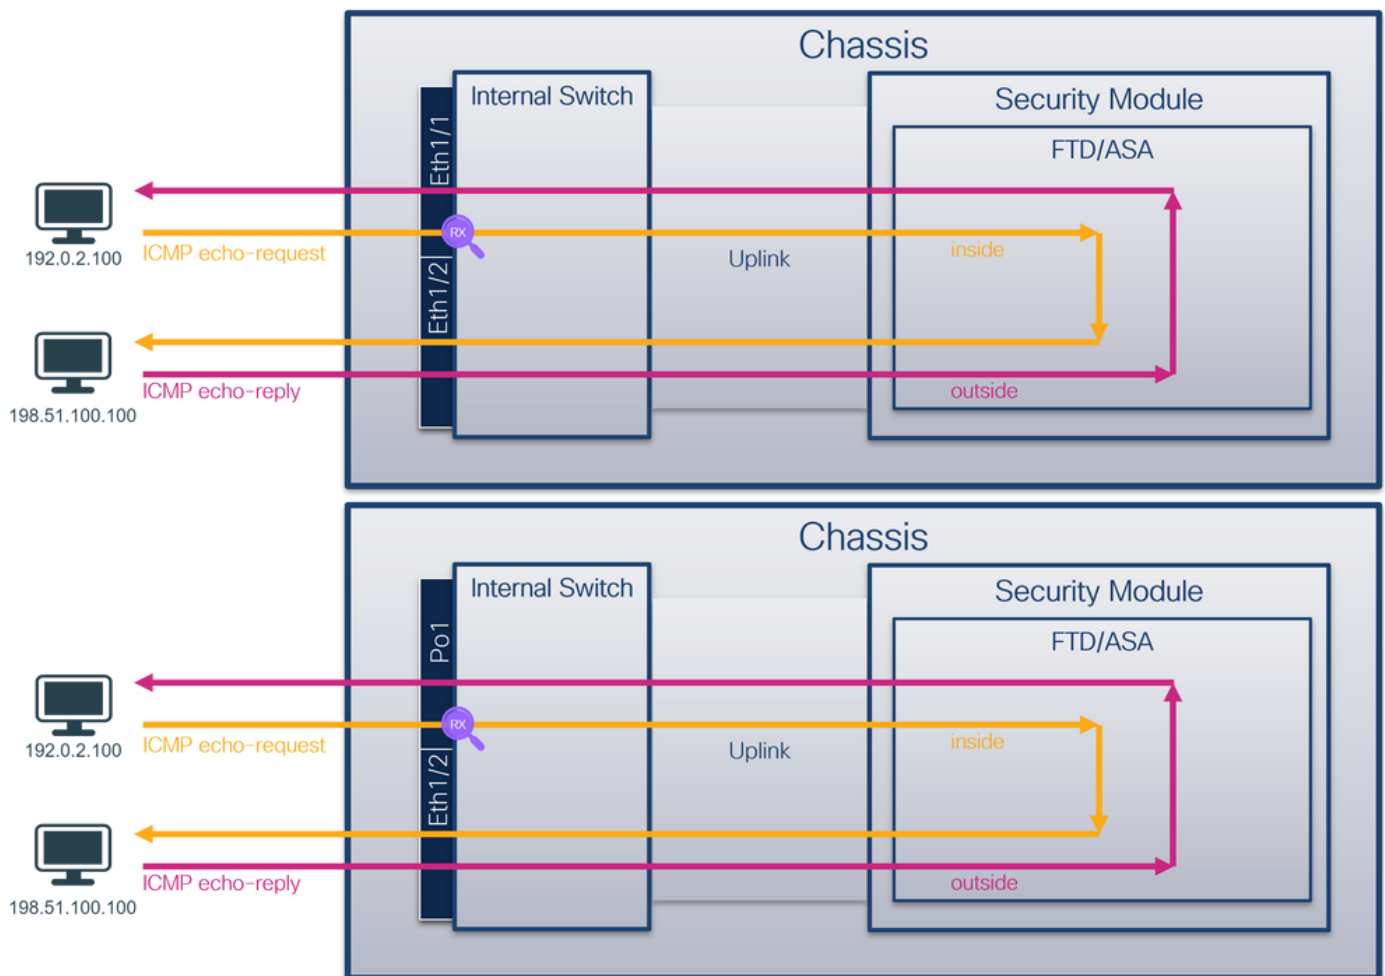 Chassis
Internal Switch
Security Module
FTD/ASA
Eth1/1
RX
192.0.2.100
ICMP echo-request
Uplink
inside
Eth1/2
ICMP echo-reply
outside
198.51.100.100
Chassis
Internal Switch
Security Module
FTD/ASA
Po1
RX
192.0.2.100
ICMP echo-request
Uplink
inside
Eth1/2
ICMP echo-reply
outside
198.51.100.100